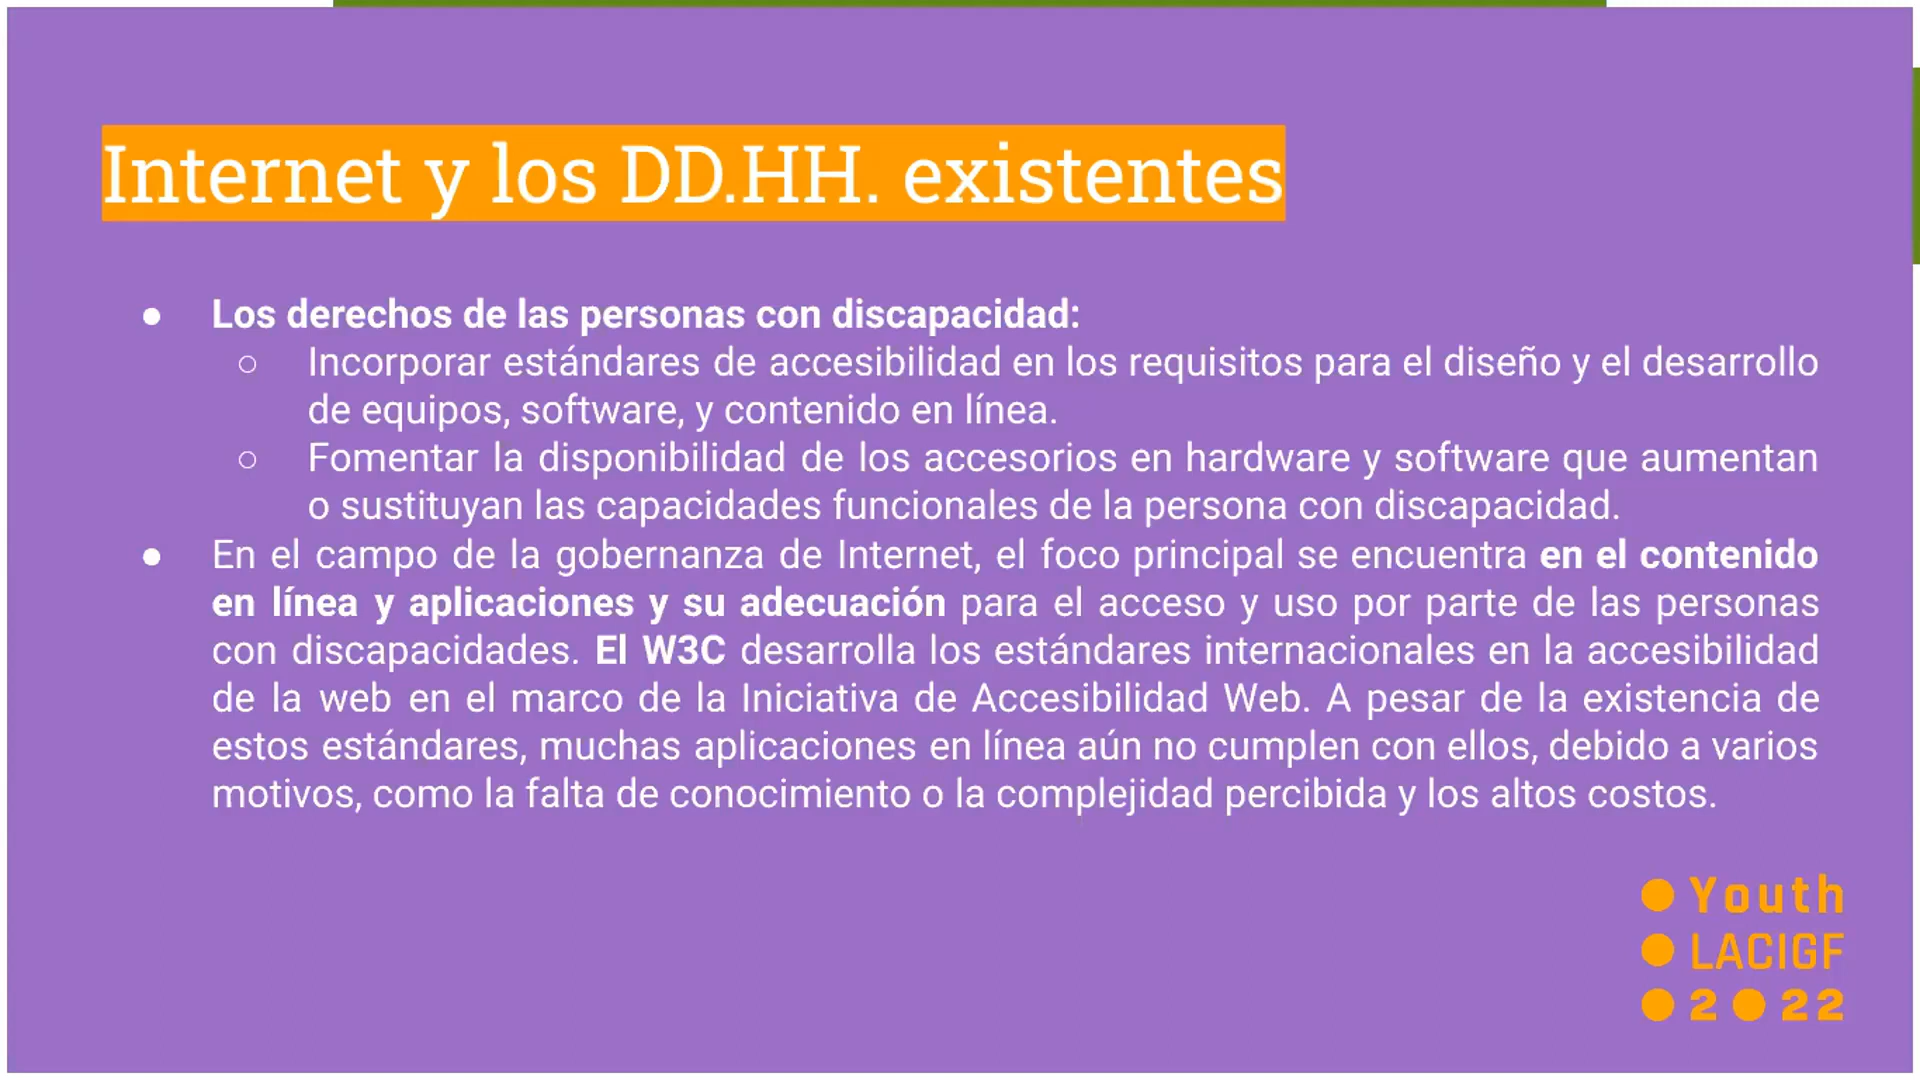 Internet y los DD.HH. existentes
● Los derechos de las personas con discapacidad:
○ Incorporar estándares de accesibilidad en los requisitos para el diseño y el desarrollo
de equipos, software, y contenido en línea.
○ Fomentar la disponibilidad de los accesorios en hardware y software que aumentan
o sustituyan las capacidades funcionales de la persona con discapacidad.
● En el campo de la gobernanza de Internet, el foco principal se encuentra en el contenido
en línea y aplicaciones y su adecuación para el acceso y uso por parte de las personas
con discapacidades. El W3C desarrolla los estándares internacionales en la accesibilidad
de la web en el marco de la Iniciativa de Accesibilidad Web. A pesar de la existencia de
estos estándares, muchas aplicaciones en línea aún no cumplen con ellos, debido a varios
motivos, como la falta de conocimiento o la complejidad percibida y los altos costos.
Youth
LACIGF
2022